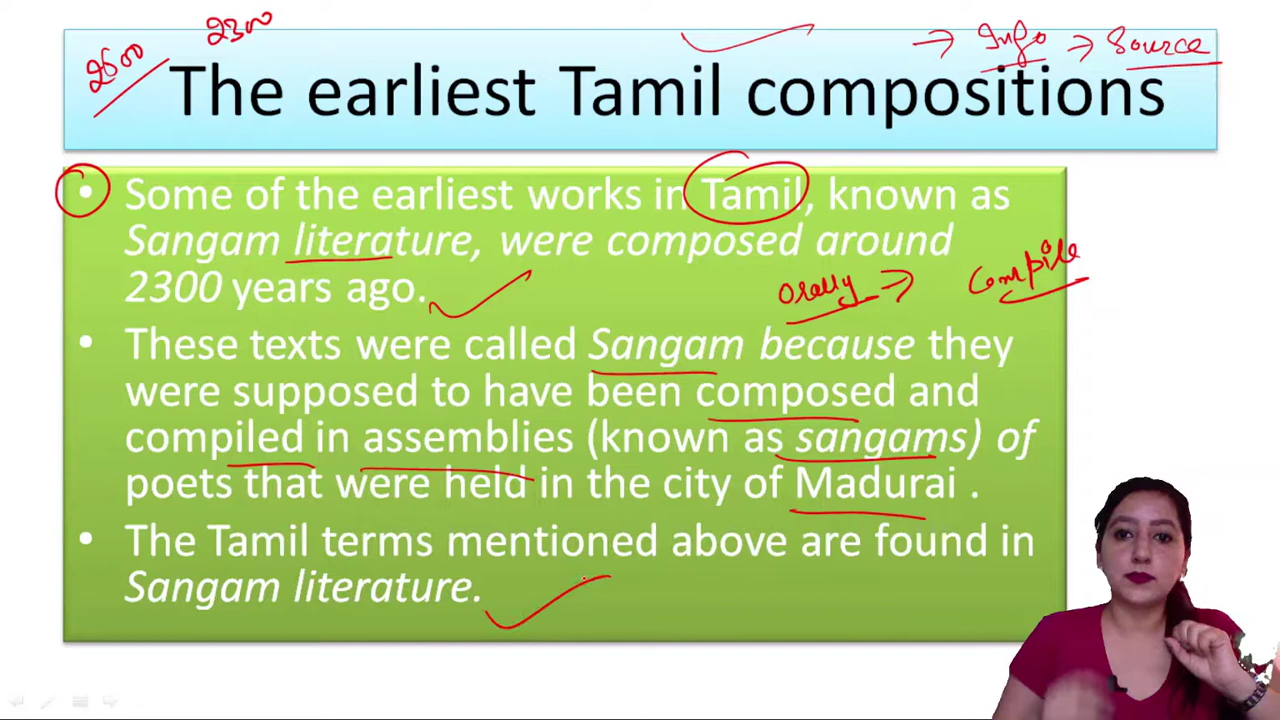 2300
2500
→ Info → Source
The earliest Tamil compositions
• Some of the earliest works in Tamil, known as
Sangam literature, were composed around
2300 years ago.
Orally → Compile
• These texts were called Sangam because they
were supposed to have been composed and
compiled in assemblies (known as sangams) of
poets that were held in the city of Madurai .
• The Tamil terms mentioned above are found in
Sangam literature.